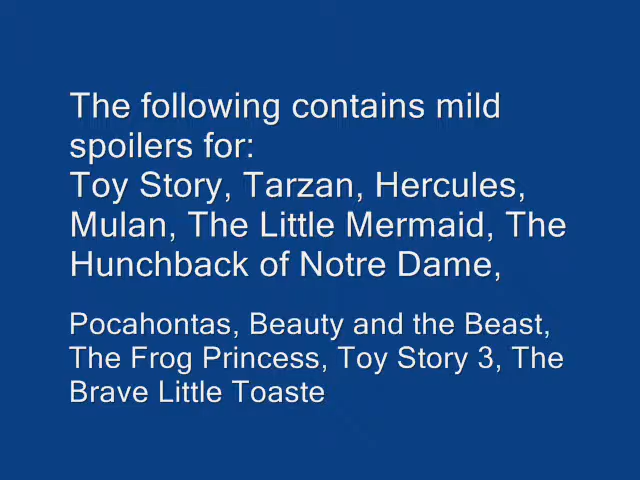 The following contains mild
spoilers for:
Toy Story, Tarzan, Hercules,
Mulan, The Little Mermaid, The
Hunchback of Notre Dame,
Pocahontas, Beauty and the Beast,
The Frog Princess, Toy Story 3, The
Brave Little Toaste